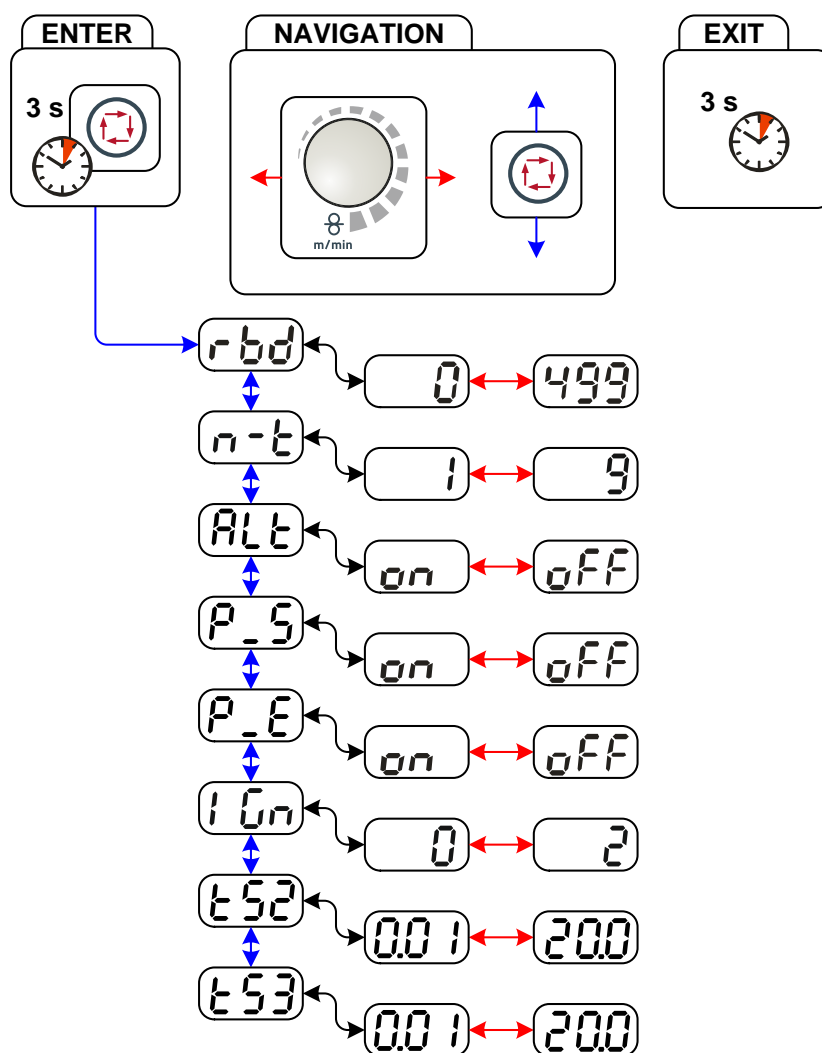 ENTER NAVIGATION EXIT
3 s 3 s
m/min
rbd
0 499
n-t
1 9
ALt
on oFF
P_S
on oFF
P_E
on oFF
IGn
0 2
tS2
0.01 20.0
tS3
0.01 20.0